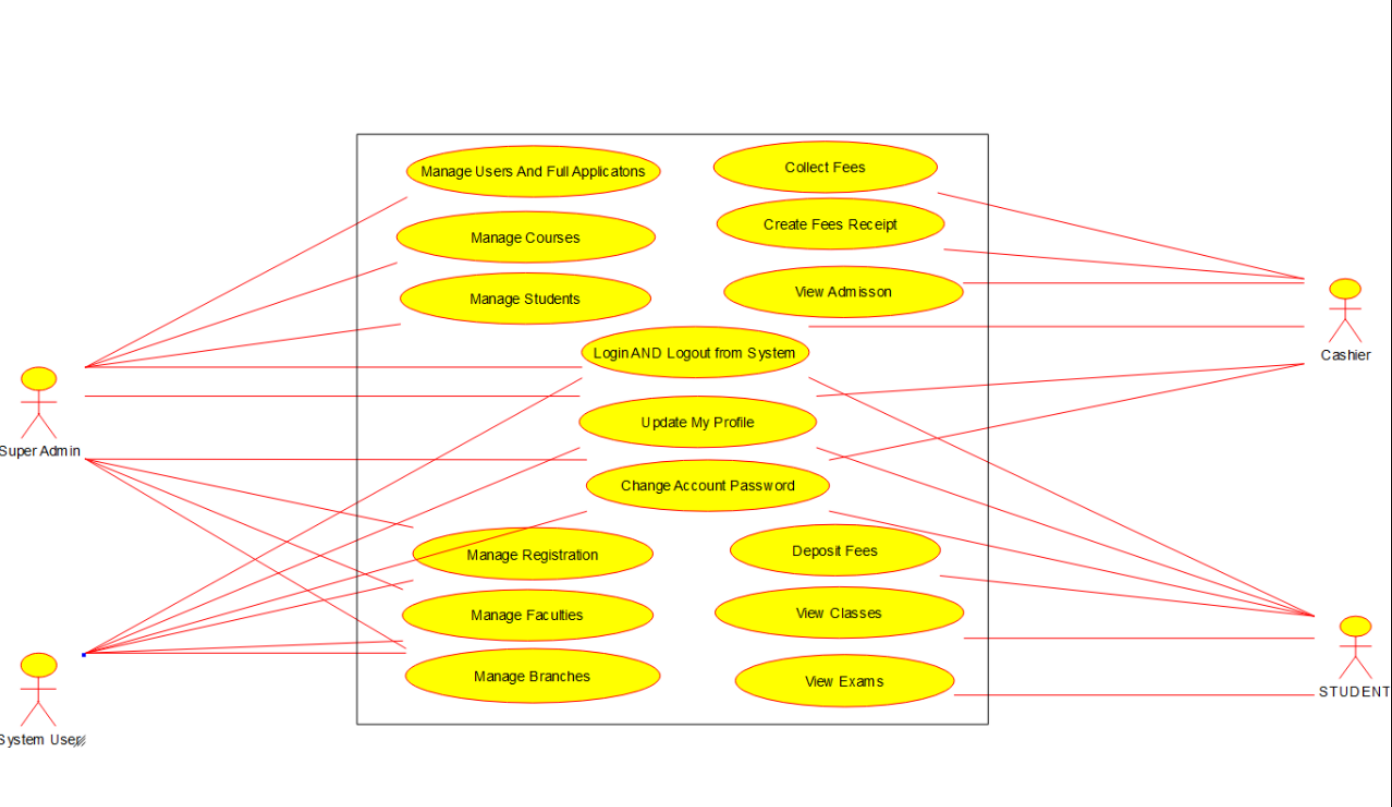 Manage Users And Full Applicatons
Collect Fees
Manage Courses
Create Fees Receipt
Manage Students
View Admisson
Login AND Logout from System
Cashier
Update My Profile
Super Admin
Change Account Password
Manage Registration
Deposit Fees
Manage Faculties
View Classes
Manage Branches
View Exams
STUDENT
System User